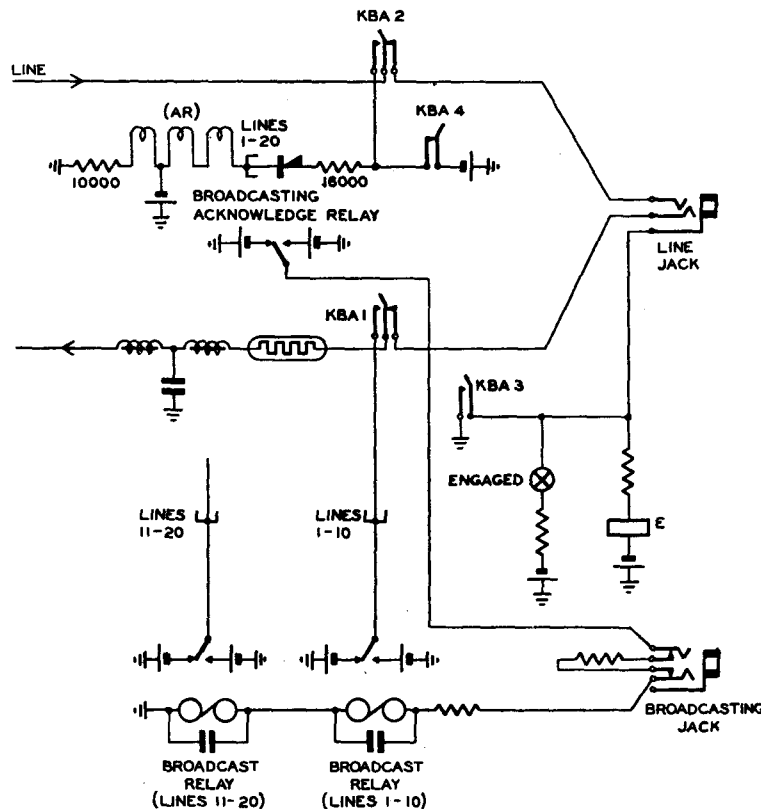 KBA 2
LINE
(AR)
LINES
1-20
KBA 4
10000
16000
BROADCASTING
ACKNOWLEDGE RELAY
LINE
JACK
KBA 1
KBA 3
ENGAGED
E
LINES
11-20
LINES
1-10
BROADCASTING
JACK
BROADCAST
RELAY
(LINES 11-20)
BROADCAST
RELAY
(LINES 1-10)